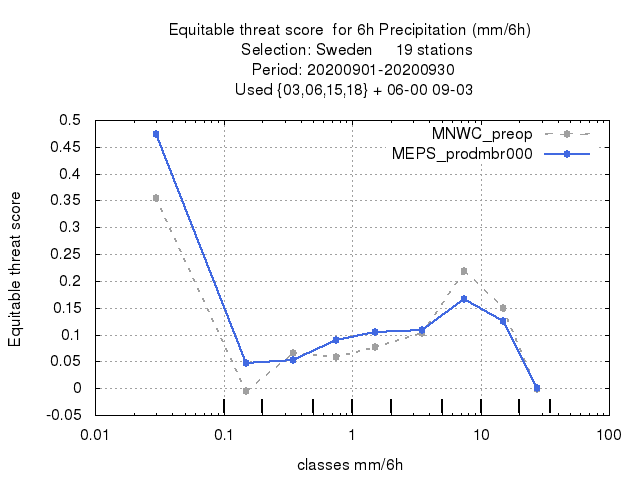 Equitable threat score  for 6h Precipitation (mm/6h)
Selection: Sweden     19 stations
Period: 20200901-20200930
Used {03,06,15,18} + 06-00 09-03
MNWC_preop
MEPS_prodmbr000
0.5
0.45
0.4
0.35
0.3
0.25
0.2
0.15
0.1
0.05
0
-0.05
Equitable threat score
0.01 0.1 1 10 100
classes mm/6h